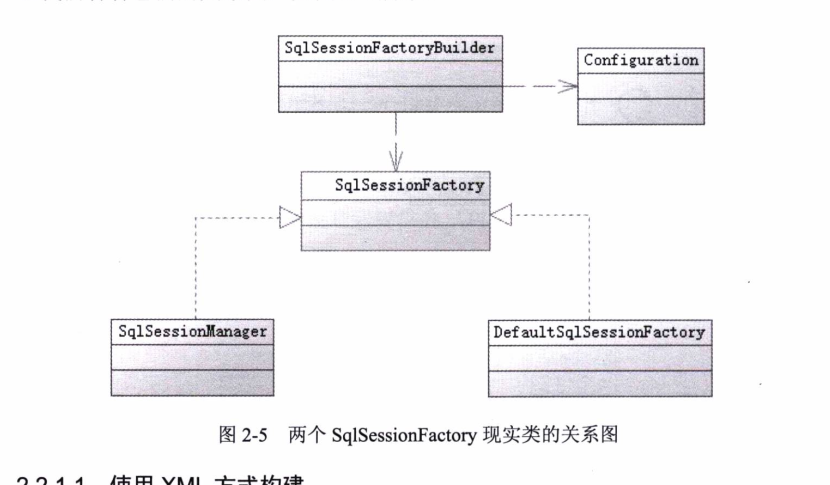 SqlSessionFactoryBuilder
Configuration
SqlSessionFactory
SqlSessionManager
DefaultSqlSessionFactory
图 2-5 两个 SqlSessionFactory 现实类的关系图
2.2.1.1 使用 XML 方式构建